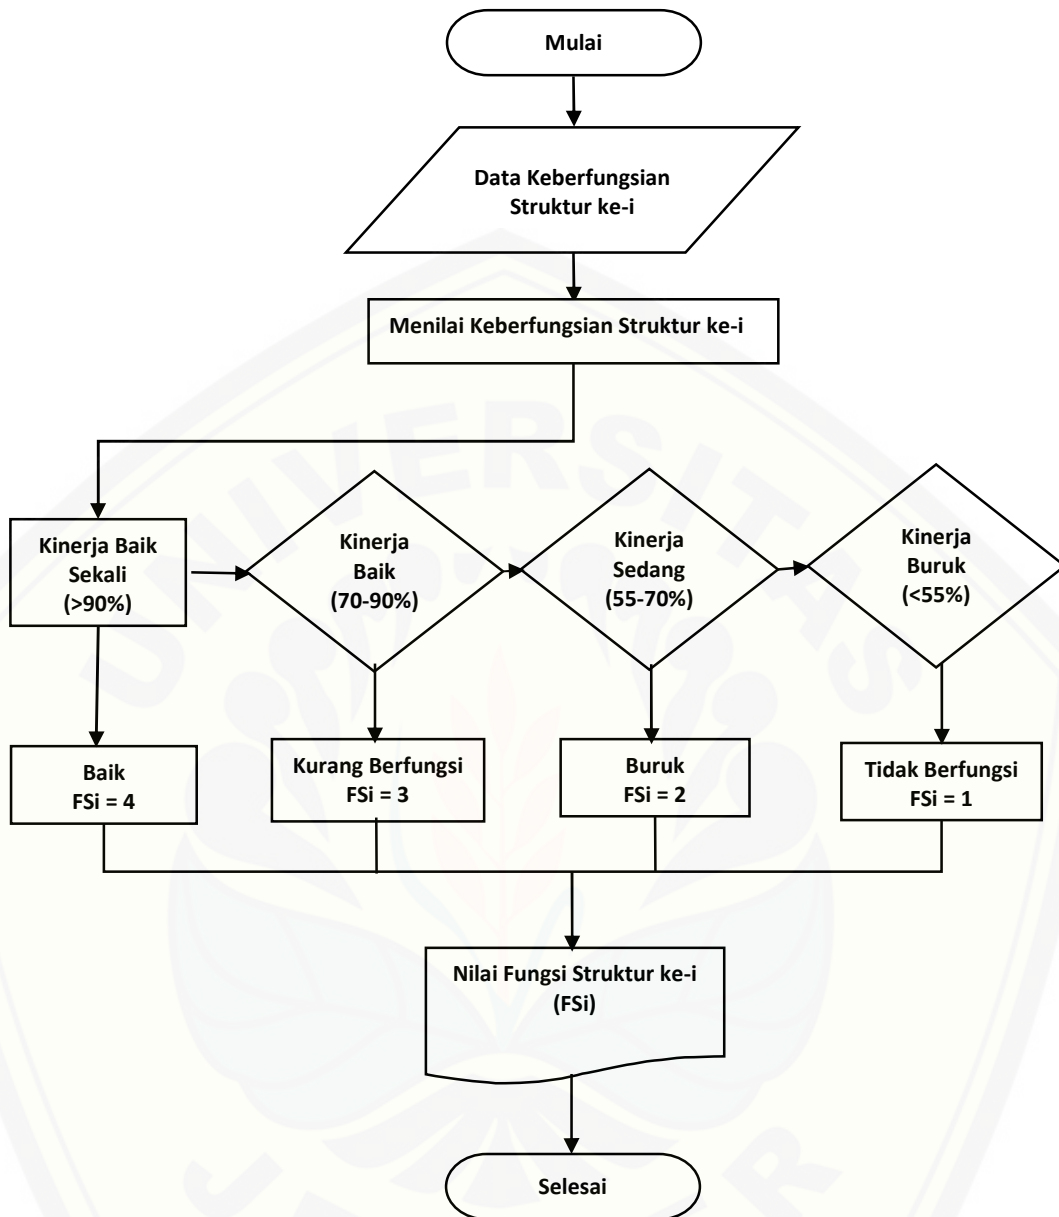 Mulai
Data Keberfungsian
Struktur ke-i
Menilai Keberfungsian Struktur ke-i
Kinerja Baik
Sekali
(>90%)
Kinerja
Baik
(70-90%)
Kinerja
Sedang
(55-70%)
Kinerja
Buruk
(<55%)
Baik
FSi = 4
Kurang Berfungsi
FSi = 3
Buruk
FSi = 2
Tidak Berfungsi
FSi = 1
Nilai Fungsi Struktur ke-i
(FSi)
Selesai
UNIVERSITAS